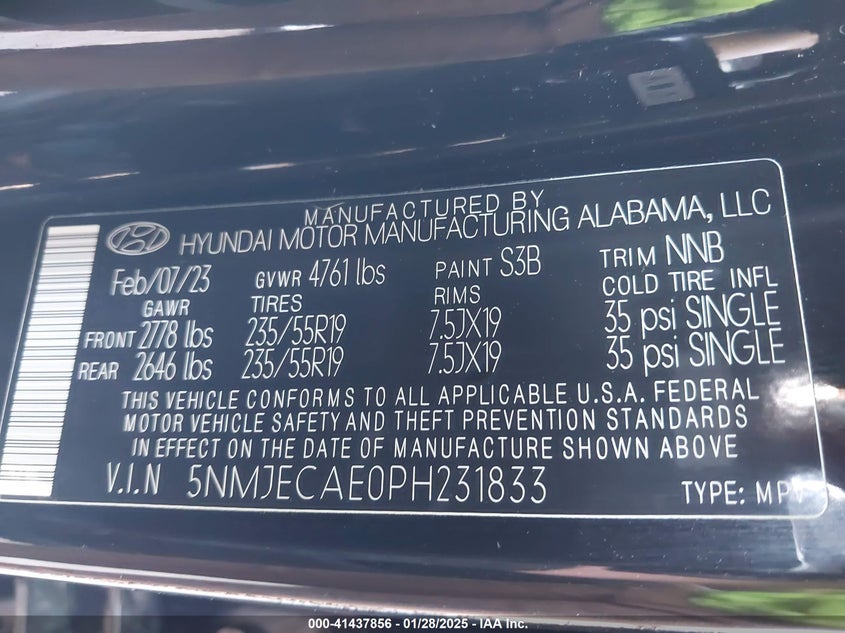 MANUFACTURED BY
HYUNDAI MOTOR MANUFACTURING ALABAMA, LLC
Feb/07/23 GVWR 4761 lbs PAINT S3B TRIM NNB
GAWR TIRES RIMS COLD TIRE INFL
FRONT 2778 lbs 235/55R19 7.5JX19 35 psi SINGLE
REAR 2646 lbs 235/55R19 7.5JX19 35 psi SINGLE
THIS VEHICLE CONFORMS TO ALL APPLICABLE U.S.A. FEDERAL
MOTOR VEHICLE SAFETY AND THEFT PREVENTION STANDARDS
IN EFFECT ON THE DATE OF MANUFACTURE SHOWN ABOVE
V.I.N 5NMJECAE0PH231833 TYPE: MPV
000-41437856 - 01/28/2025 - IAA Inc.